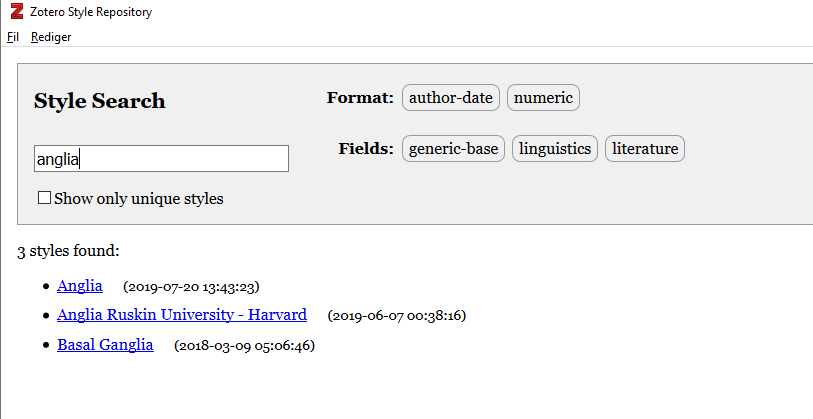 Zotero Style Repository
Fil Rediger
Style Search
Format: author-date numeric
anglia
Fields: generic-base linguistics literature
Show only unique styles
3 styles found:
Anglia (2019-07-20 13:43:23)
Anglia Ruskin University - Harvard (2019-06-07 00:38:16)
Basal Ganglia (2018-03-09 05:06:46)